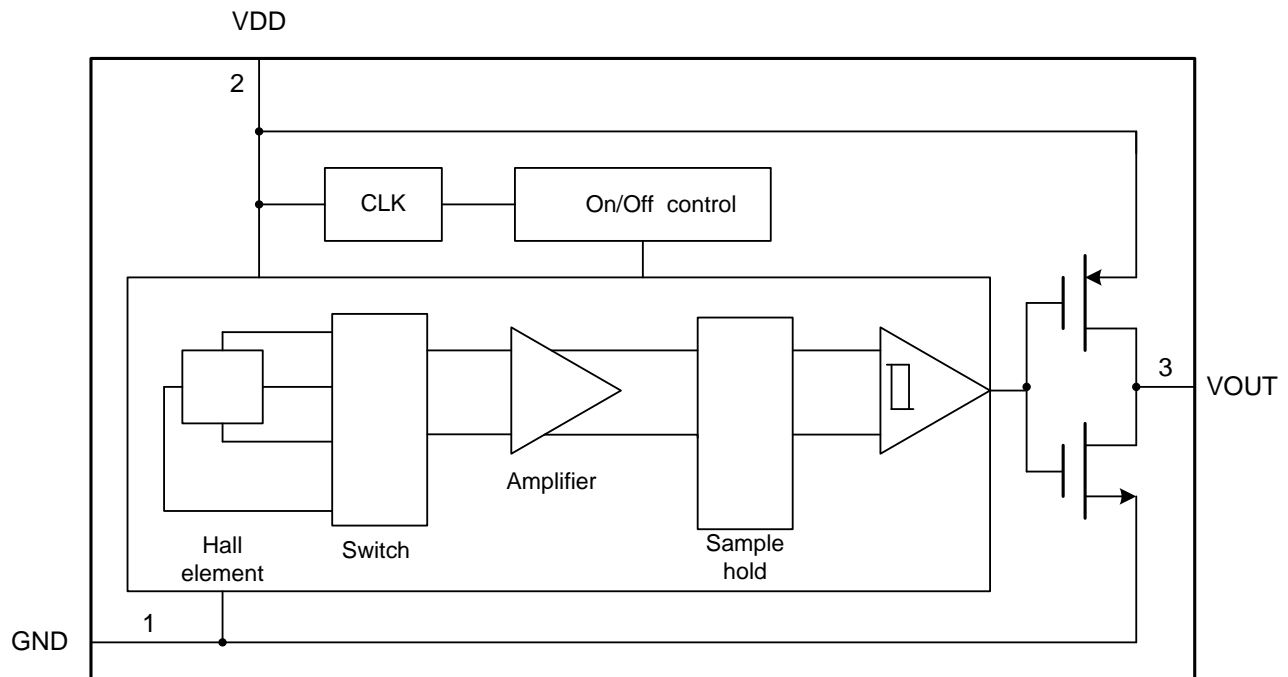 VDD
2
CLK
On/Off control
3
VOUT
Amplifier
Hall
element
Switch
Sample
hold
1
GND